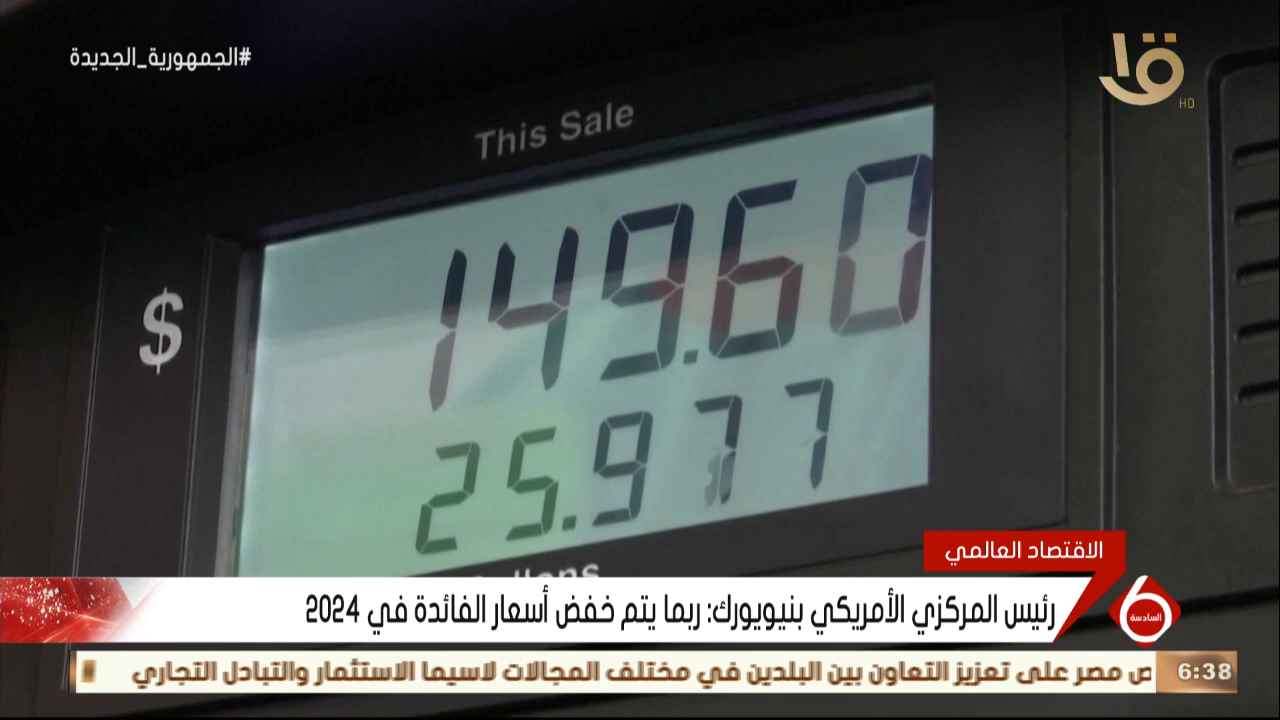 #الجمهورية_الجديدة
HD
This Sale
$
149.60
25.977
الاقتصاد العالمي
السادسة
رئيس المركزي الأمريكي بنيويورك: ربما يتم خفض أسعار الفائدة في 2024
6:38
مصر على تعزيز التعاون بين البلدين في مختلف المجالات لاسيما الاستثمار والتبادل التجاري